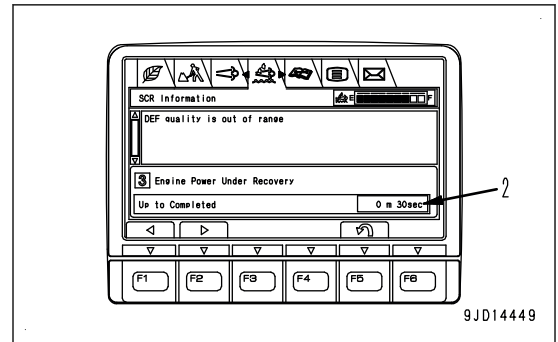 SCR Information
E F
DEF quality is out of range
3 Engine Power Under Recovery
Up to Completed 0 m 30sec
2
F1 F2 F3 F4 F5 F6
9JD14449